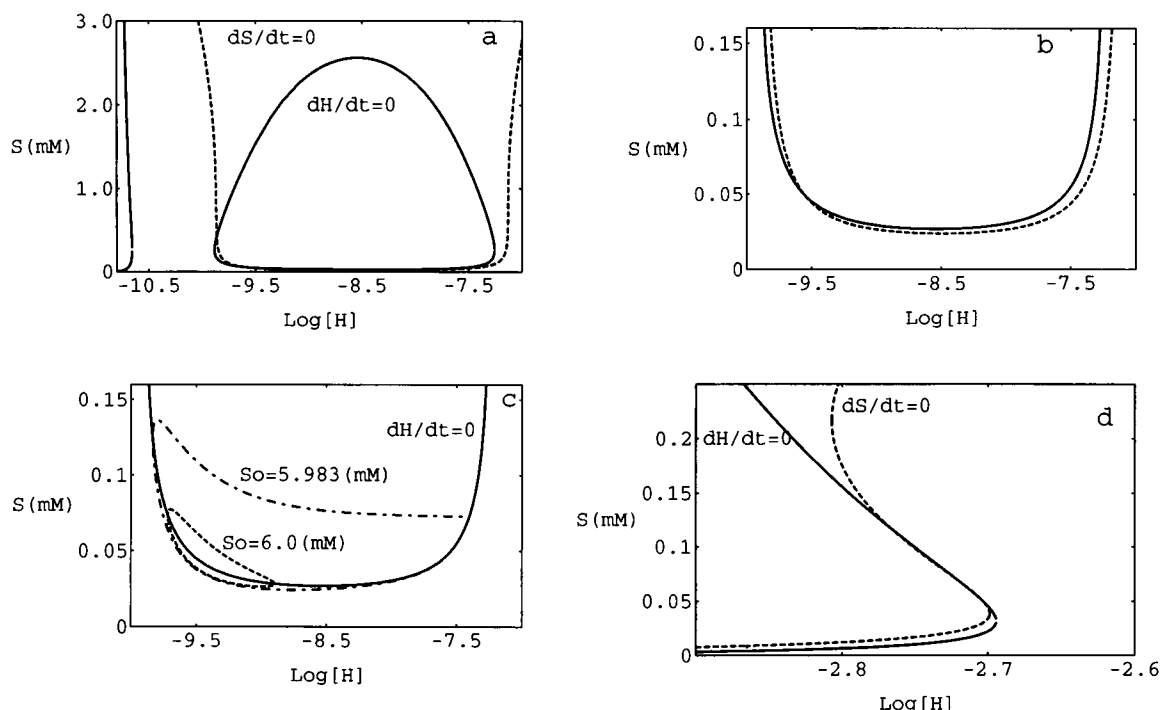 a
3.0
dS/dt=0
dH/dt=0
2.0
S(mM)
1.0
0
-10.5 -9.5 -8.5 -7.5
Log[H]
b
0.15
0.1
S(mM)
0.05
0
-9.5 -8.5 -7.5
Log[H]
c
0.15
dH/dt=0
0.1
So=5.983(mM)
S(mM)
So=6.0(mM)
0.05
0
-9.5 -8.5 -7.5
Log[H]
d
dS/dt=0
0.2
dH/dt=0
0.15
S(mM)
0.1
0.05
0
-2.8 -2.7 -2.6
Log[H]